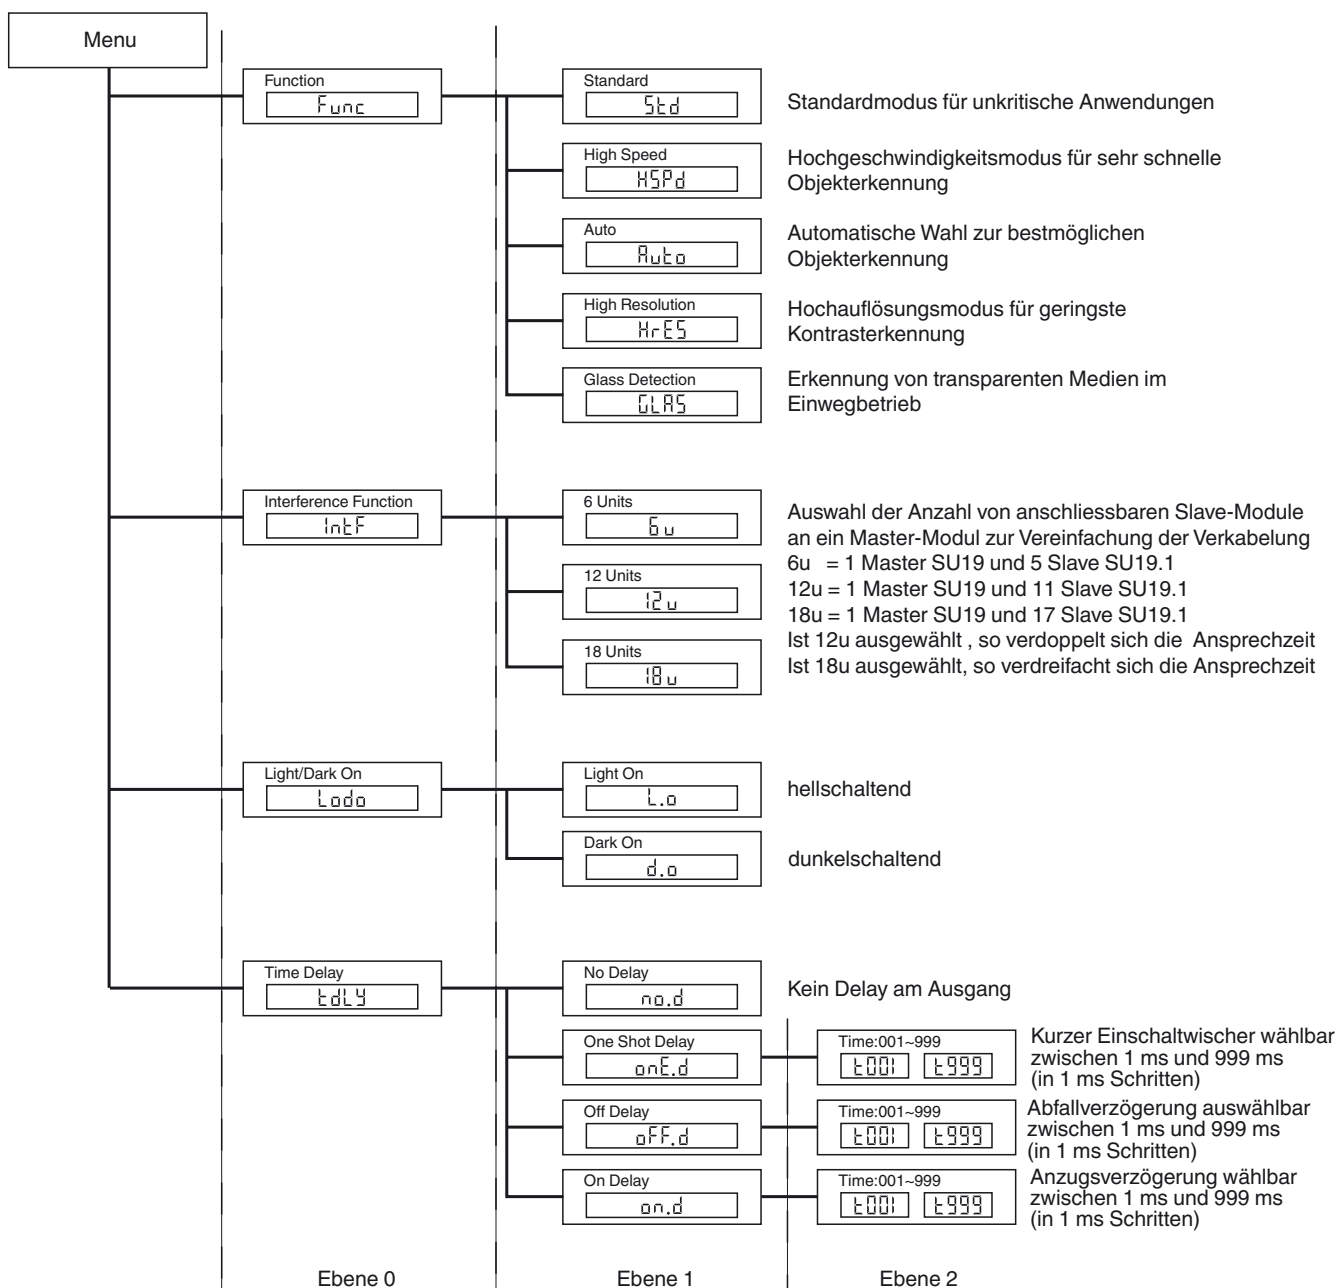 Menu
Function
Func
Standard
Std
Standardmodus für unkritische Anwendungen
High Speed
HSPd
Hochgeschwindigkeitsmodus für sehr schnelle
Objekterkennung
Auto
Auto
Automatische Wahl zur bestmöglichen
Objekterkennung
High Resolution
HrES
Hochauflösungsmodus für geringste
Kontrasterkennung
Glass Detection
GLAS
Erkennung von transparenten Medien im
Einwegbetrieb
Interference Function
IntF
6 Units
6u
Auswahl der Anzahl von anschliessbaren Slave-Module
an ein Master-Modul zur Vereinfachung der Verkabelung
6u = 1 Master SU19 und 5 Slave SU19.1
12 Units
12u
12u = 1 Master SU19 und 11 Slave SU19.1
18u = 1 Master SU19 und 17 Slave SU19.1
Ist 12u ausgewählt , so verdoppelt sich die Ansprechzeit
18 Units
18u
Ist 18u ausgewählt, so verdreifacht sich die Ansprechzeit
Light/Dark On
Lodo
Light On
L.o
hellschaltend
Dark On
d.o
dunkelschaltend
Time Delay
tdLY
No Delay
no.d
Kein Delay am Ausgang
One Shot Delay
onE.d
Time:001~999
t001 t999
Kurzer Einschaltwischer wählbar
zwischen 1 ms und 999 ms
(in 1 ms Schritten)
Off Delay
oFF.d
Time:001~999
t001 t999
Abfallverzögerung auswählbar
zwischen 1 ms und 999 ms
(in 1 ms Schritten)
On Delay
on.d
Time:001~999
t001 t999
Anzugsverzögerung wählbar
zwischen 1 ms und 999 ms
(in 1 ms Schritten)
Ebene 0 Ebene 1 Ebene 2